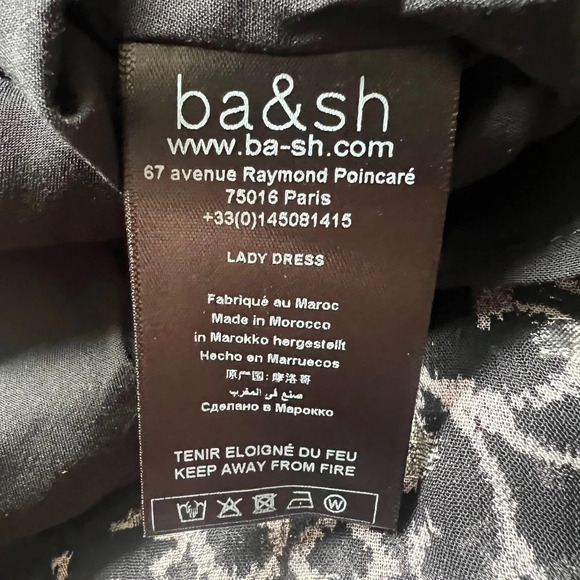 ba&sh
www.ba-sh.com
67 avenue Raymond Poincaré
75016 Paris
+33(0)145081415
LADY DRESS
Fabriqué au Maroc
Made in Morocco
in Marokko hergestellt
Hecho en Marruecos
原产国: 摩洛哥
صنع في المغرب
Сделано в Марокко
TENIR ELOIGNÉ DU FEU
KEEP AWAY FROM FIRE
W